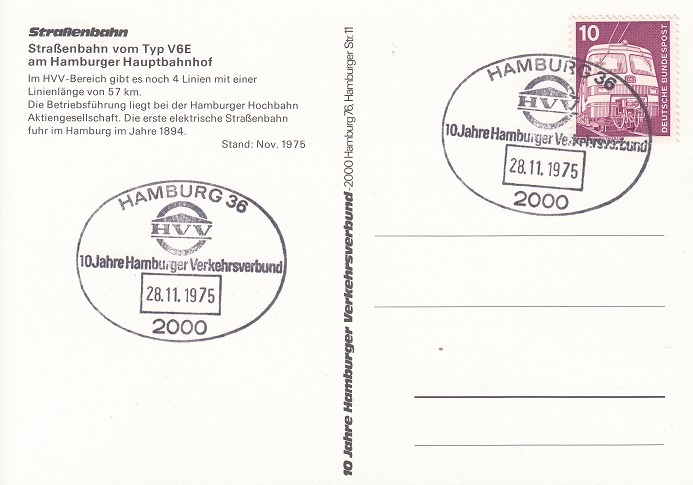 Straßenbahn
Straßenbahn vom Typ V6E
am Hamburger Hauptbahnhof
Im HVV-Bereich gibt es noch 4 Linien mit einer
Linienlänge von 57 km.
Die Betriebsführung liegt bei der Hamburger Hochbahn
Aktiengesellschaft. Die erste elektrische Straßenbahn
fuhr im Hamburg im Jahre 1894.
Stand: Nov. 1975
HAMBURG 36
HVV
10 Jahre Hamburger Verkehrsverbund
28.11.1975
2000
10 Jahre Hamburger Verkehrsverbund - 2000 Hamburg 76, Hamburger Str. 11
10
DEUTSCHE BUNDESPOST
HAMBURG 36
HVV
10 Jahre Hamburger Verkehrsverbund
28.11.1975
2000